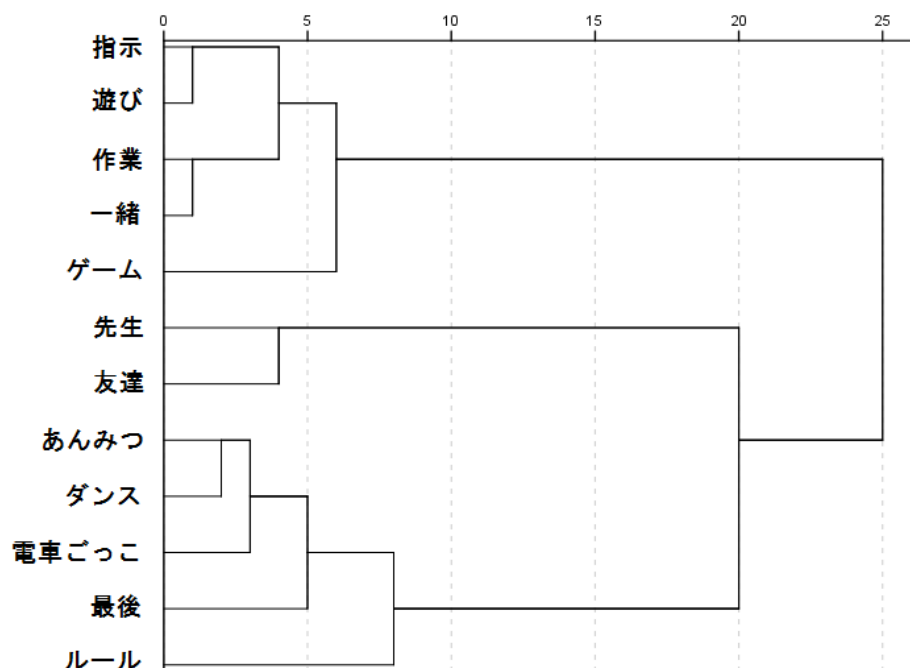 0 5 10 15 20 25
指示
遊び
作業
一緒
ゲーム
先生
友達
あんみつ
ダンス
電車ごっこ
最後
ルール